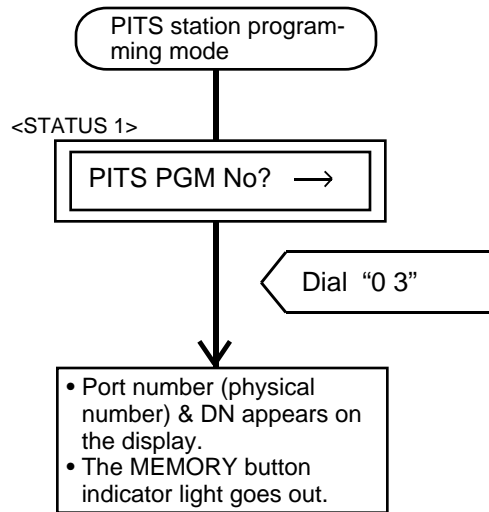 PITS station program-
ming mode
<STATUS 1>
PITS PGM No? →
Dial “0 3”
• Port number (physical
number) & DN appears on
the display.
• The MEMORY button
indicator light goes out.